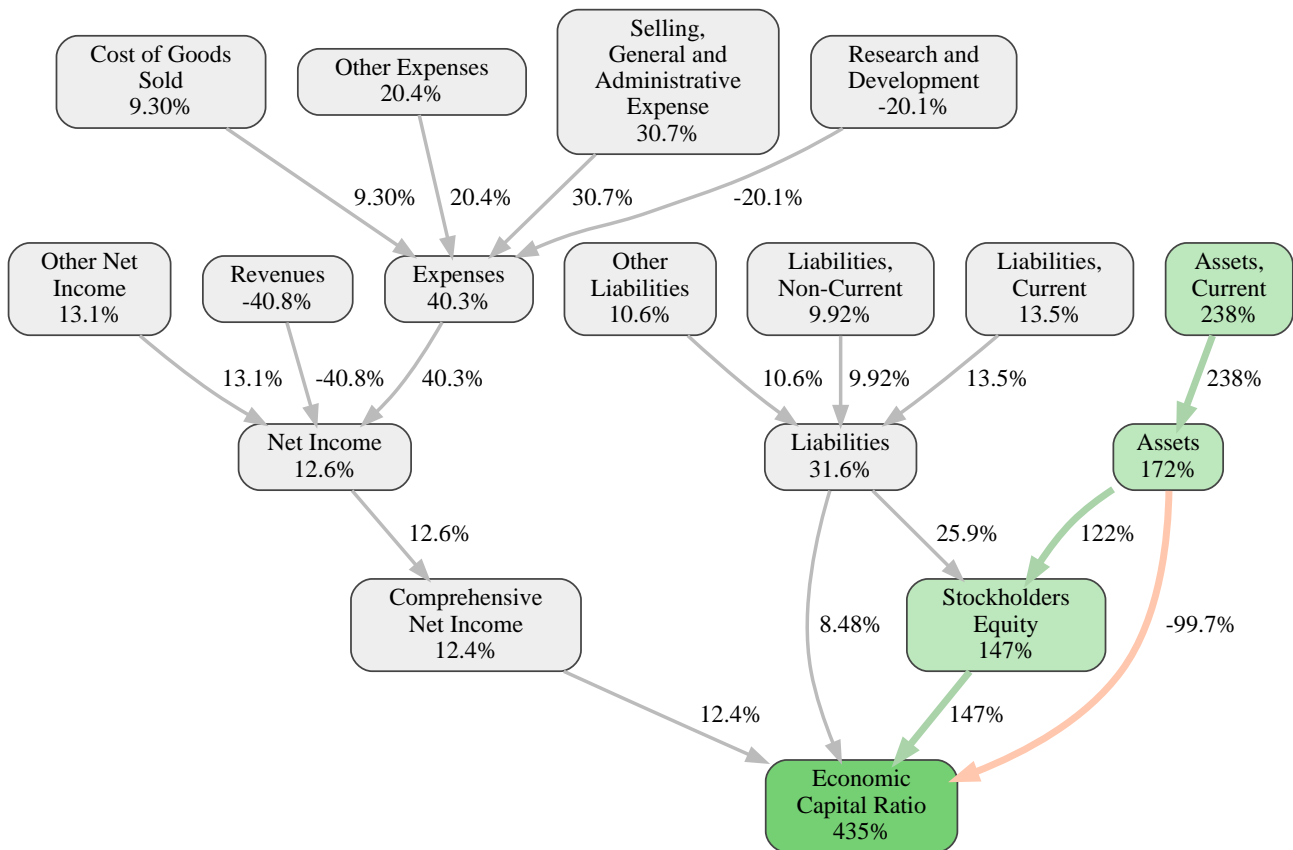 Cost of Goods
Sold
9.30%
Other Expenses
20.4%
Selling,
General and
Administrative
Expense
30.7%
Research and
Development
-20.1%
9.30%
20.4%
30.7%
-20.1%
Other Net
Income
13.1%
Revenues
-40.8%
Expenses
40.3%
Other
Liabilities
10.6%
Liabilities,
Non-Current
9.92%
Liabilities,
Current
13.5%
Assets,
Current
238%
13.1%
-40.8%
40.3%
10.6%
9.92%
13.5%
238%
Net Income
12.6%
Liabilities
31.6%
Assets
172%
12.6%
25.9%
122%
Comprehensive
Net Income
12.4%
8.48%
Stockholders
Equity
147%
-99.7%
12.4%
147%
Economic
Capital Ratio
435%